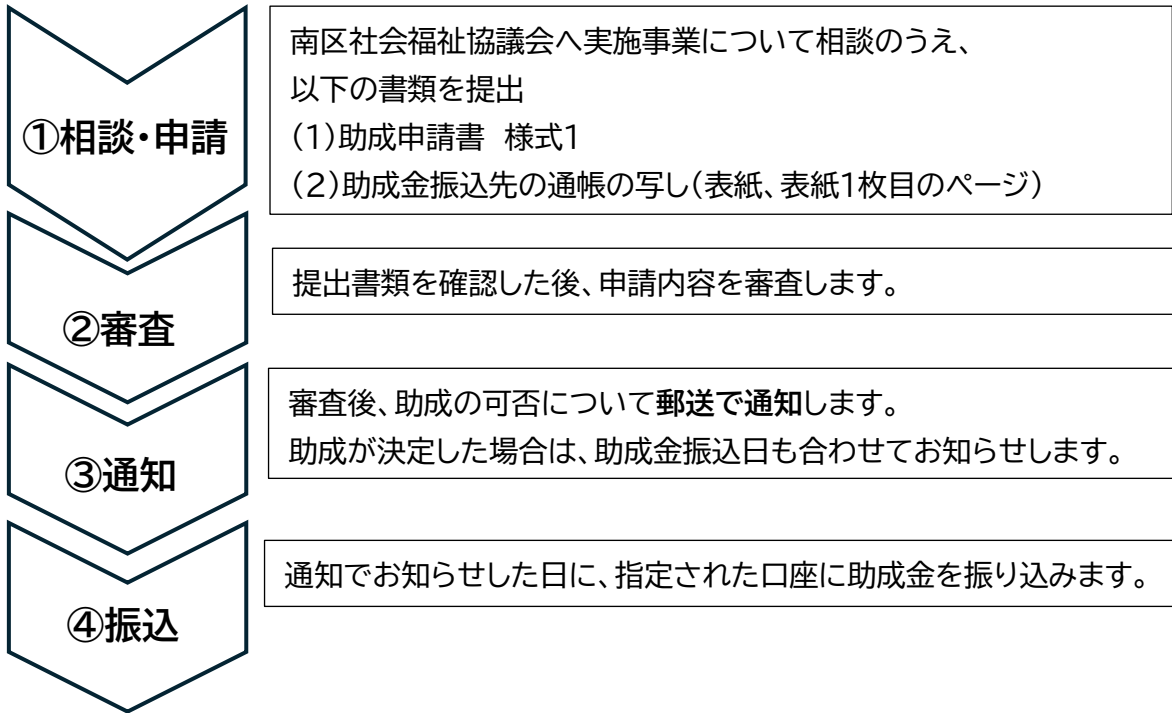 ①相談・申請
南区社会福祉協議会へ実施事業について相談のうえ、
以下の書類を提出
(1)助成申請書 様式1
(2)助成金振込先の通帳の写し(表紙、表紙1枚目のページ)
②審査
提出書類を確認した後、申請内容を審査します。
③通知
審査後、助成の可否について郵送で通知します。
助成が決定した場合は、助成金振込日も合わせてお知らせします。
④振込
通知でお知らせした日に、指定された口座に助成金を振り込みます。